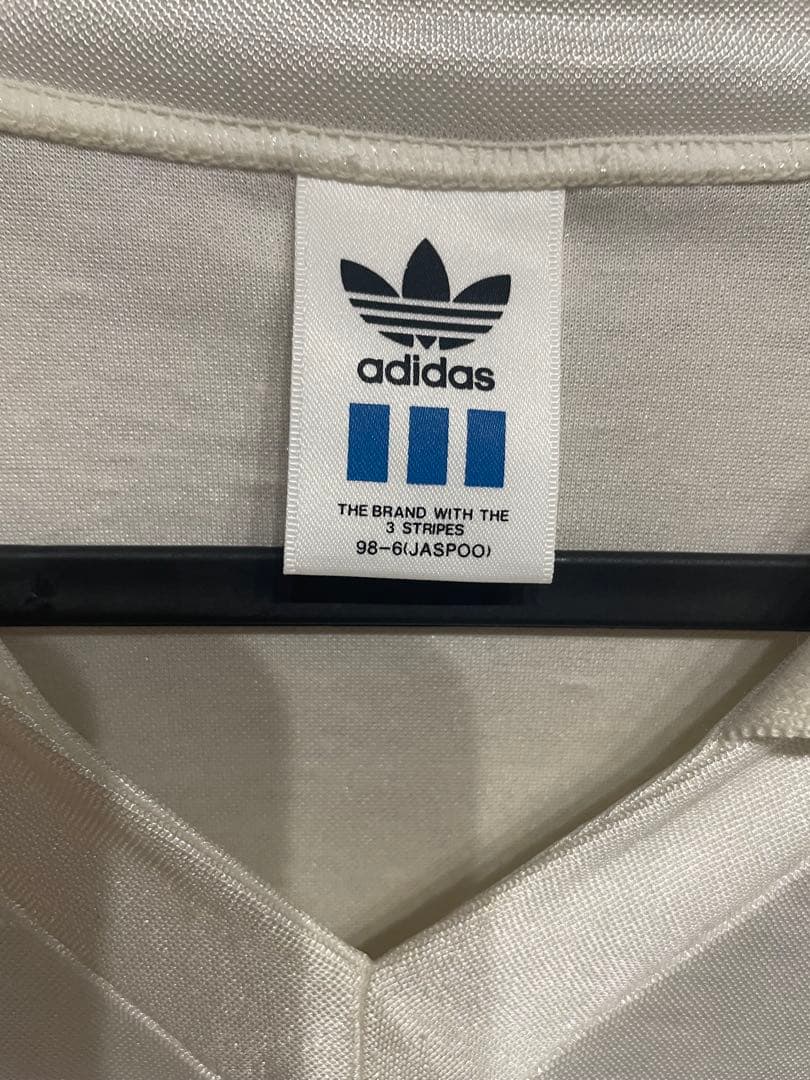 adidas
THE BRAND WITH THE
3 STRIPES
98-6(JASPOO)